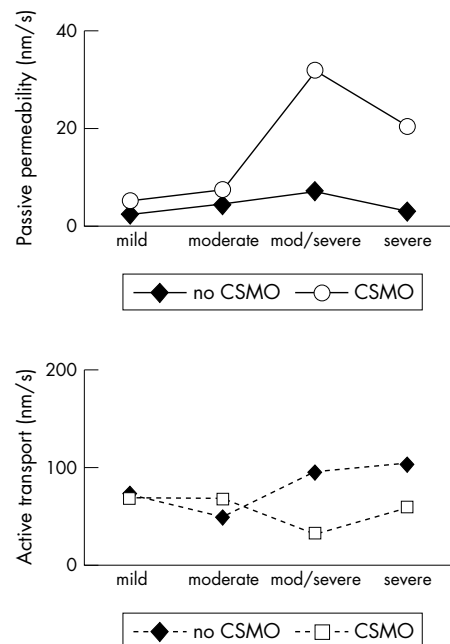 Passive permeability (nm/s)
40
20
0
mild moderate mod/severe severe
no CSMO CSMO
Active transport (nm/s)
200
100
0
mild moderate mod/severe severe
no CSMO CSMO